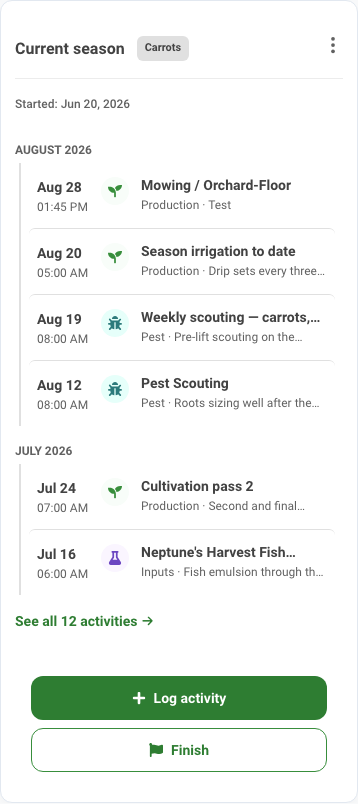 Current season Carrots
Started: Jun 20, 2026
AUGUST 2026
Aug 28 Mowing / Orchard-Floor
01:45 PM Production · Test
Aug 20 Season irrigation to date
05:00 AM Production · Drip sets every three...
Aug 19 Weekly scouting — carrots,...
08:00 AM Pest · Pre-lift scouting on the...
Aug 12 Pest Scouting
08:00 AM Pest · Roots sizing well after the...
JULY 2026
Jul 24 Cultivation pass 2
07:00 AM Production · Second and final...
Jul 16 Neptune's Harvest Fish...
06:00 AM Inputs · Fish emulsion through th...
See all 12 activities →
+ Log activity
Finish